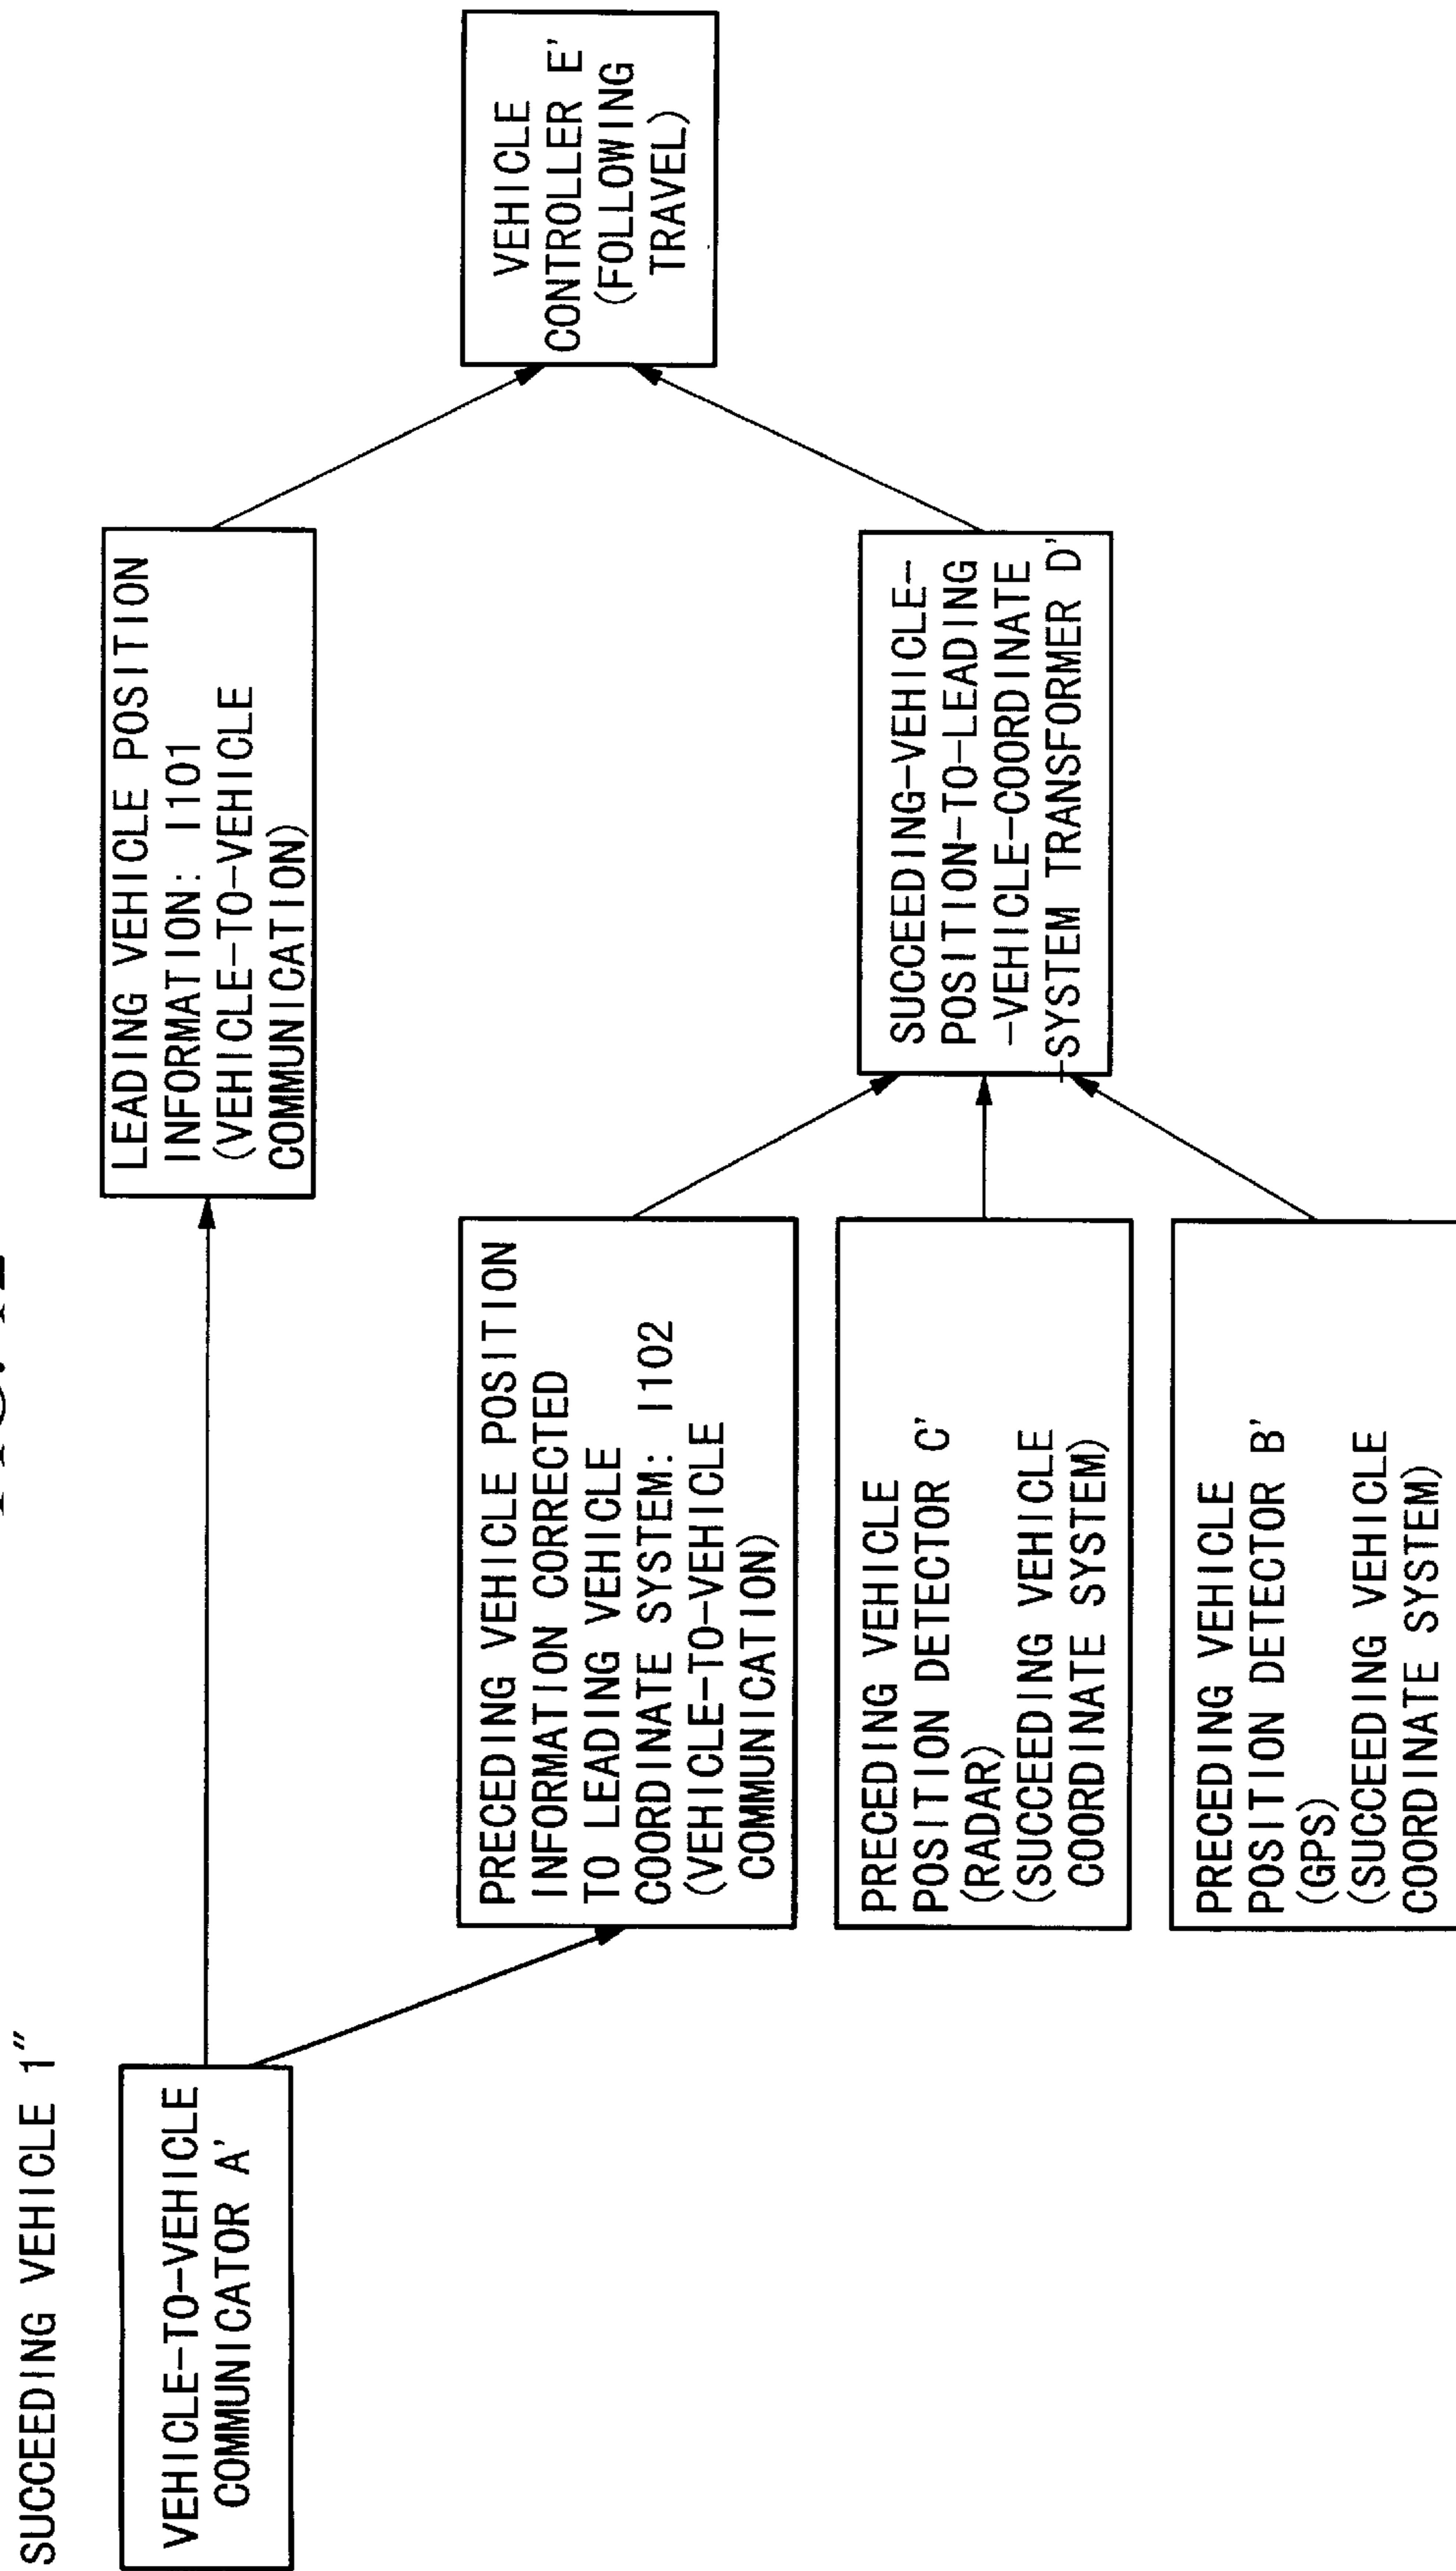 SUCCEEDING VEHICLE 1"
VEHICLE-TO-VEHICLE
COMMUNICATOR A'
LEADING VEHICLE POSITION
INFORMATION: I101
(VEHICLE-TO-VEHICLE
COMMUNICATION)
PRECEDING VEHICLE POSITION
INFORMATION CORRECTED
TO LEADING VEHICLE
COORDINATE SYSTEM: I102
(VEHICLE-TO-VEHICLE
COMMUNICATION)
PRECEDING VEHICLE
POSITION DETECTOR C'
(RADAR)
(SUCCEEDING VEHICLE
COORDINATE SYSTEM)
PRECEDING VEHICLE
POSITION DETECTOR B'
(GPS)
(SUCCEEDING VEHICLE
COORDINATE SYSTEM)
SUCCEEDING-VEHICLE-
POSITION-TO-LEADING
-VEHICLE-COORDINATE
-SYSTEM TRANSFORMER D'
VEHICLE
CONTROLLER E'
(FOLLOWING
TRAVEL)